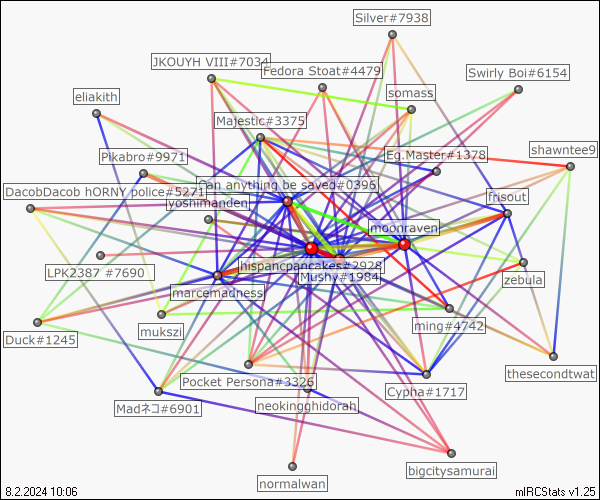 Silver#7938
JKOUYH VIII#7034
Fedora Stoat#4479
Swirly Boi#6154
eliakith
somass
Majestic#3375
Pikabro#9971
Eg.Master#1378
shawntee9
DacobDacob hORNY police#5271
Can anything be saved#0396
yoshimanden
frisout
moonraven
LPK2387 #7690
hispancpancakes#2928
Mushy#1984
zebula
marcemadness
mukszi
ming#4742
Duck#1245
thesecondtwat
Pocket Persona#3326
Cypha#1717
Madネコ#6901
neokingghidorah
bigcitysamurai
normalwan
8.2.2024 10:06
mIRCStats v1.25